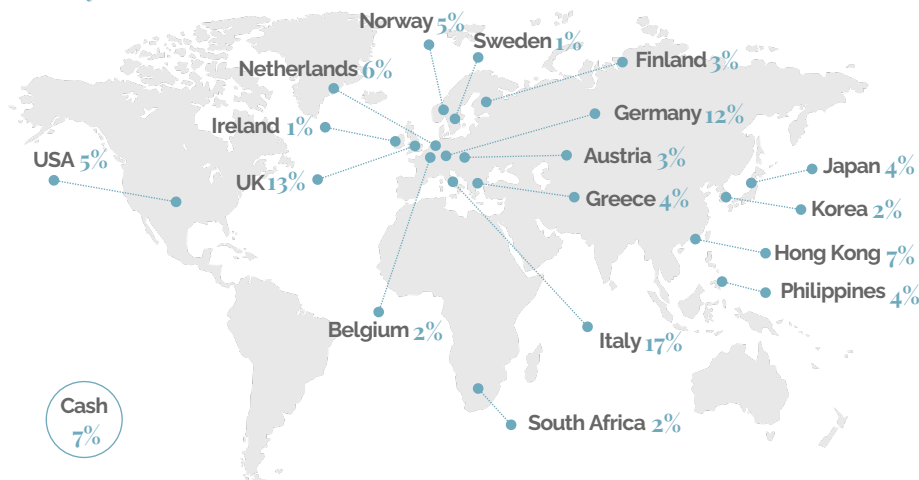 Norway 5%
Sweden 1%
Finland 3%
Netherlands 6%
Germany 12%
Ireland 1%
Austria 3%
USA 5%
UK 13%
Greece 4%
Japan 4%
Korea 2%
Hong Kong 7%
Philippines 4%
Belgium 2%
Italy 17%
South Africa 2%
Cash
7%